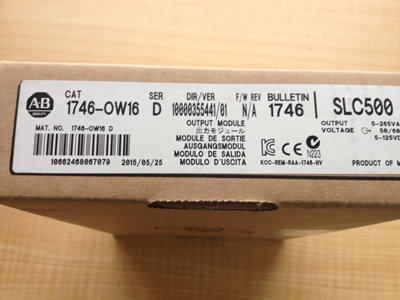 A-B
CAT SER DIR/VER F/W REV BULLETIN
1746-OW16 D 10000355441/01 N/A 1746 SLC500
MAT. NO. 1746-OW16 D
OUTPUT MODULE
出力モジュール
MODULE DE SORTIE
AUSGANGSMODUL
MODULO DE SALIDA
MODULO D'USCITA
10662468067079 2015/05/25
CE
N223
KCC-REM-RAA-1746-HV
OUTPUT 5-265VA
VOLTAGE 50/60
5-125VD
PRODUCT OF M